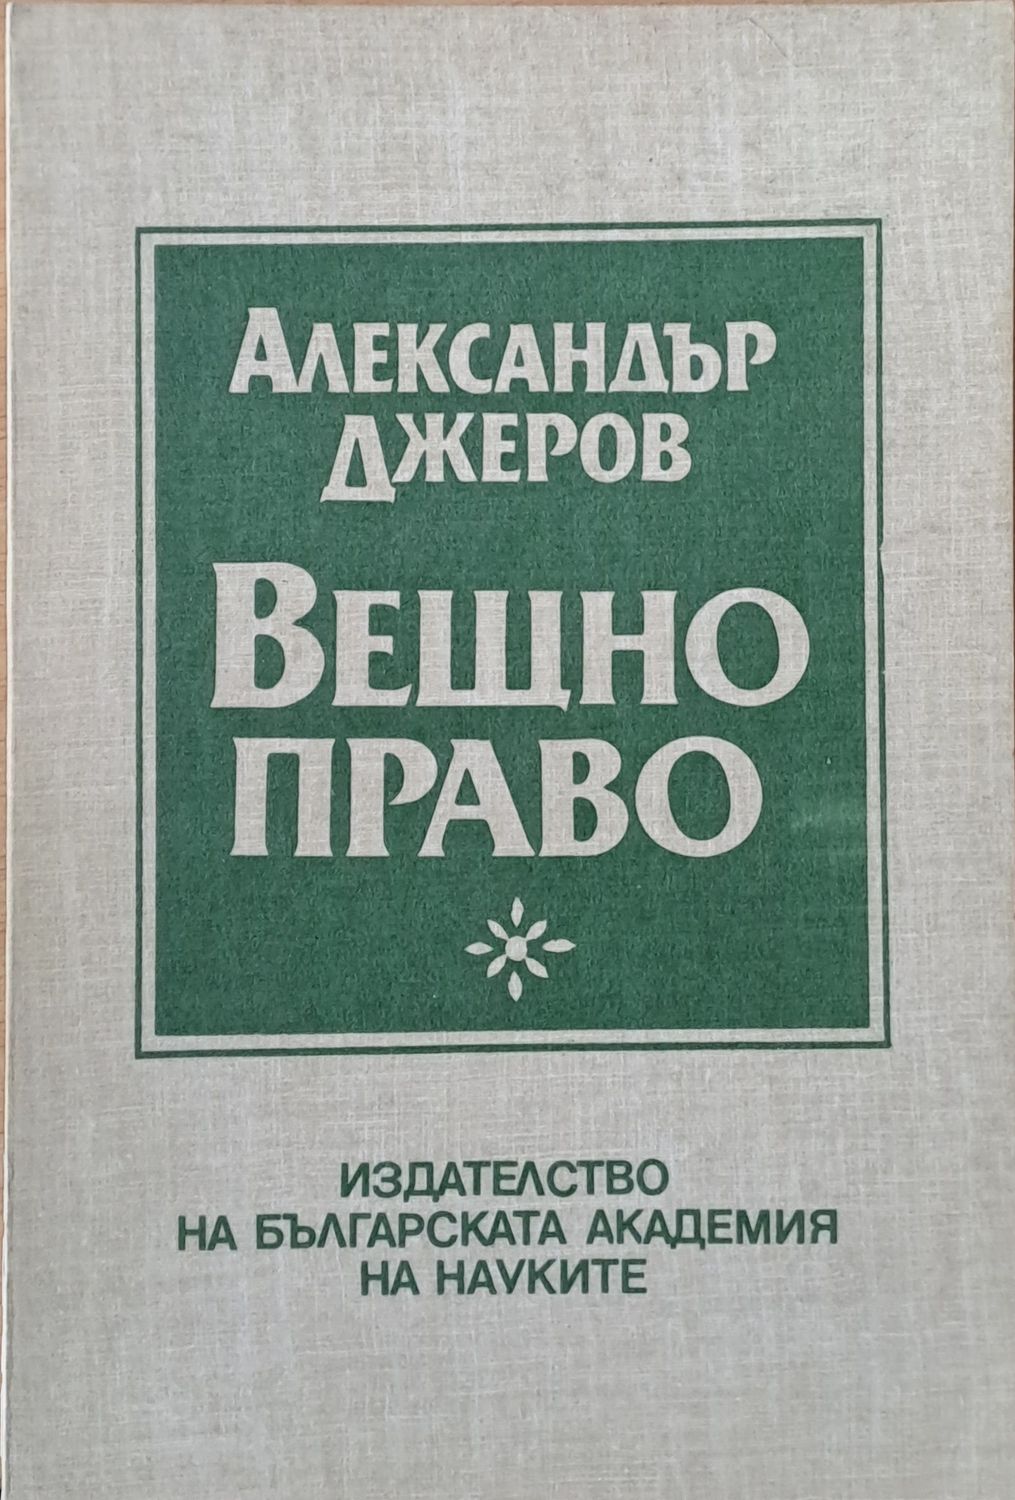 АЛЕКСАНДЪР
ДЖЕРОВ
ВЕЩНО
ПРАВО
ИЗДАТЕЛСТВО
НА БЪЛГАРСКАТА АКАДЕМИЯ
НА НАУКИТЕ